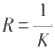 R = 1/K